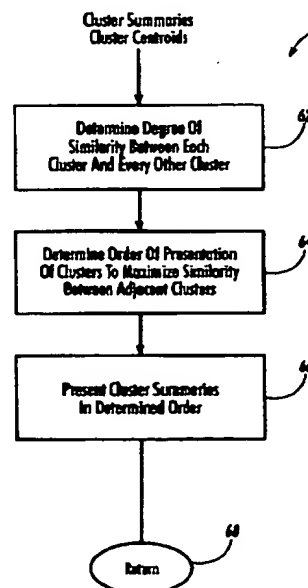 Cluster Summaries
Cluster Centroids
Determine Degree Of
Similarity Between Each
Cluster And Every Other Cluster
Determine Order Of Presentation
Of Clusters To Maximize Similarity
Between Adjacent Clusters
Present Cluster Summaries
In Determined Order
Return
68